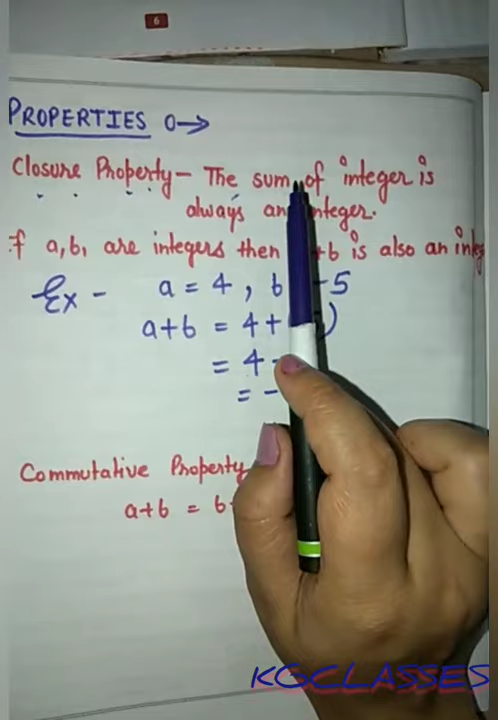 6
PROPERTIES
Closure Property - The sum of integer is
always an integer.
If a, b, are integers then +b is also an
Ex - a = 4, b -5
a+b = 4+ )
= 4-
= -
Commutative Property
a+b = b
KGCLASSES